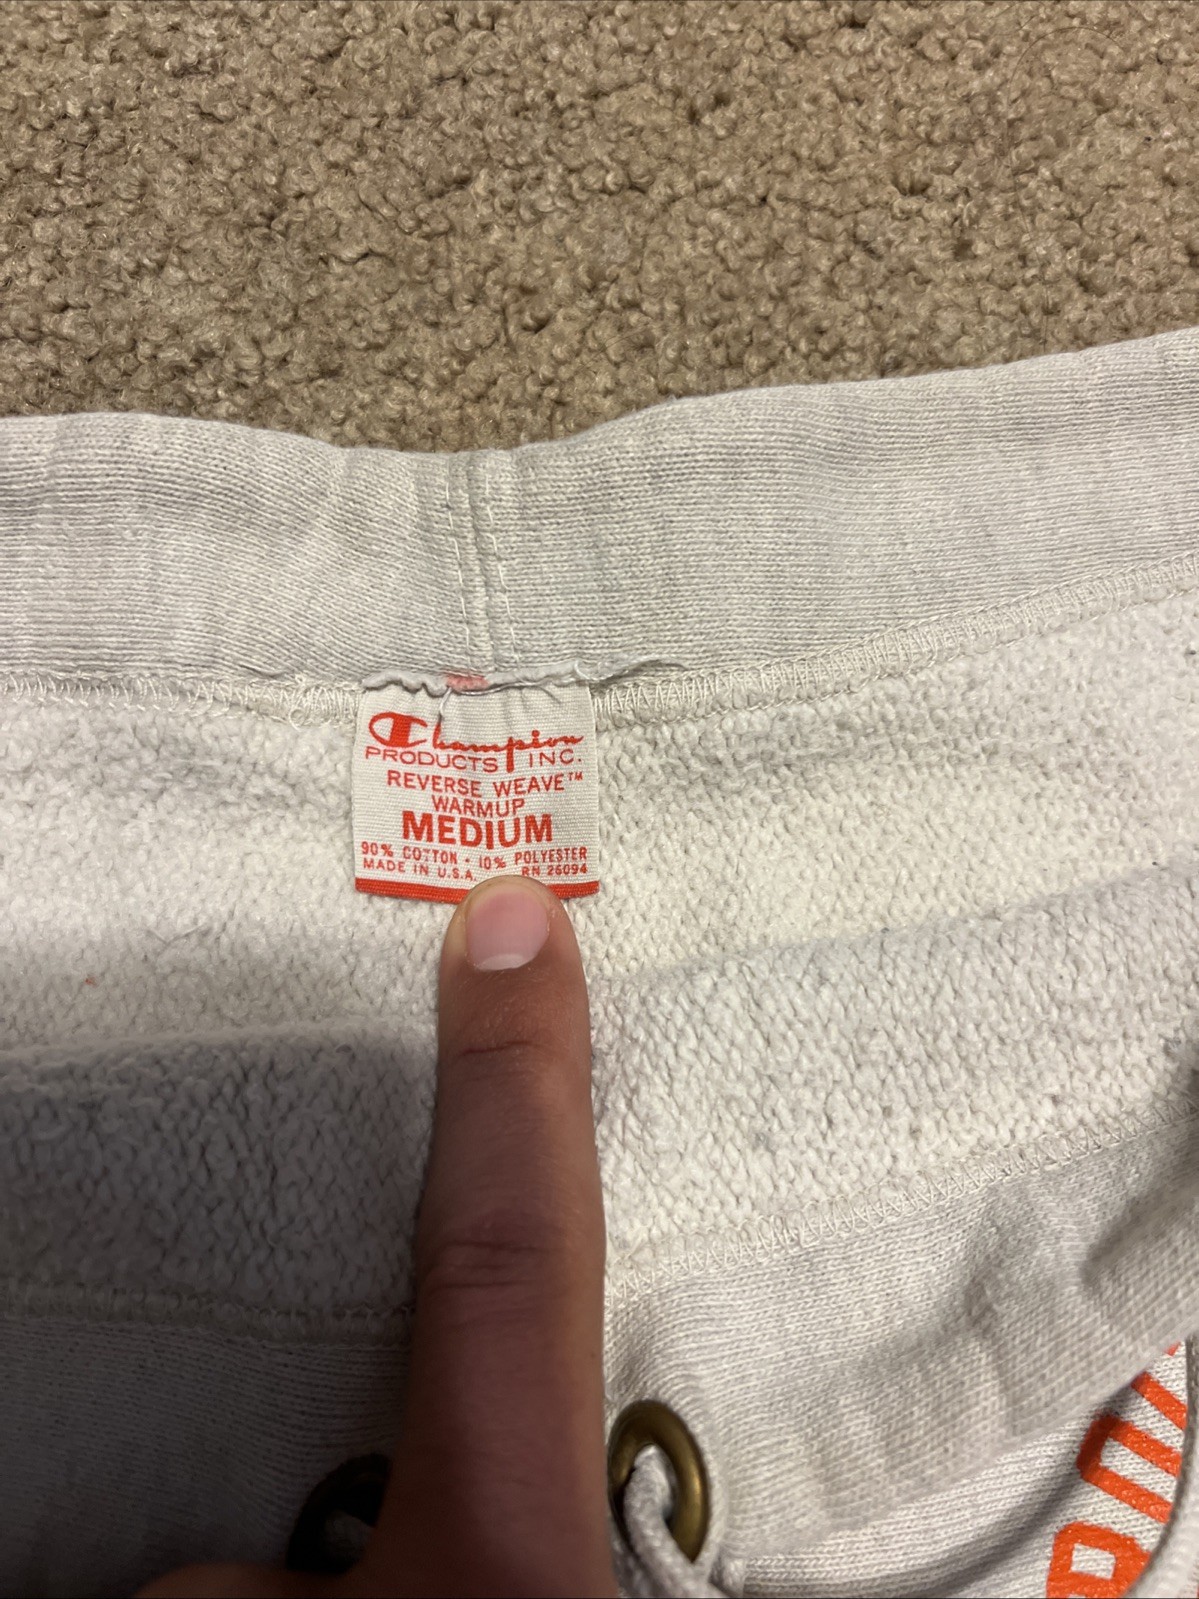 Champion
PRODUCTS INC.
REVERSE WEAVE™
WARMUP
MEDIUM
90% COTTON - 10% POLYESTER
MADE IN U.S.A. RN 26094